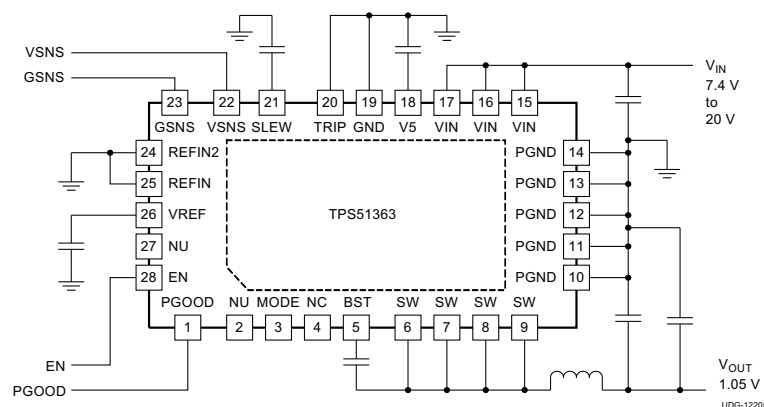 VSNS
GSNS
23 22 21 20 19 18 17 16 15
GSNS VSNS SLEW TRIP GND V5 VIN VIN VIN
VIN
7.4 V
to
20 V
24 REFIN2
25 REFIN
26 VREF
27 NU
28 EN
TPS51363
PGND 14
PGND 13
PGND 12
PGND 11
PGND 10
PGOOD NU MODE NC BST SW SW SW SW
1 2 3 4 5 6 7 8 9
EN
PGOOD
VOUT
1.05 V